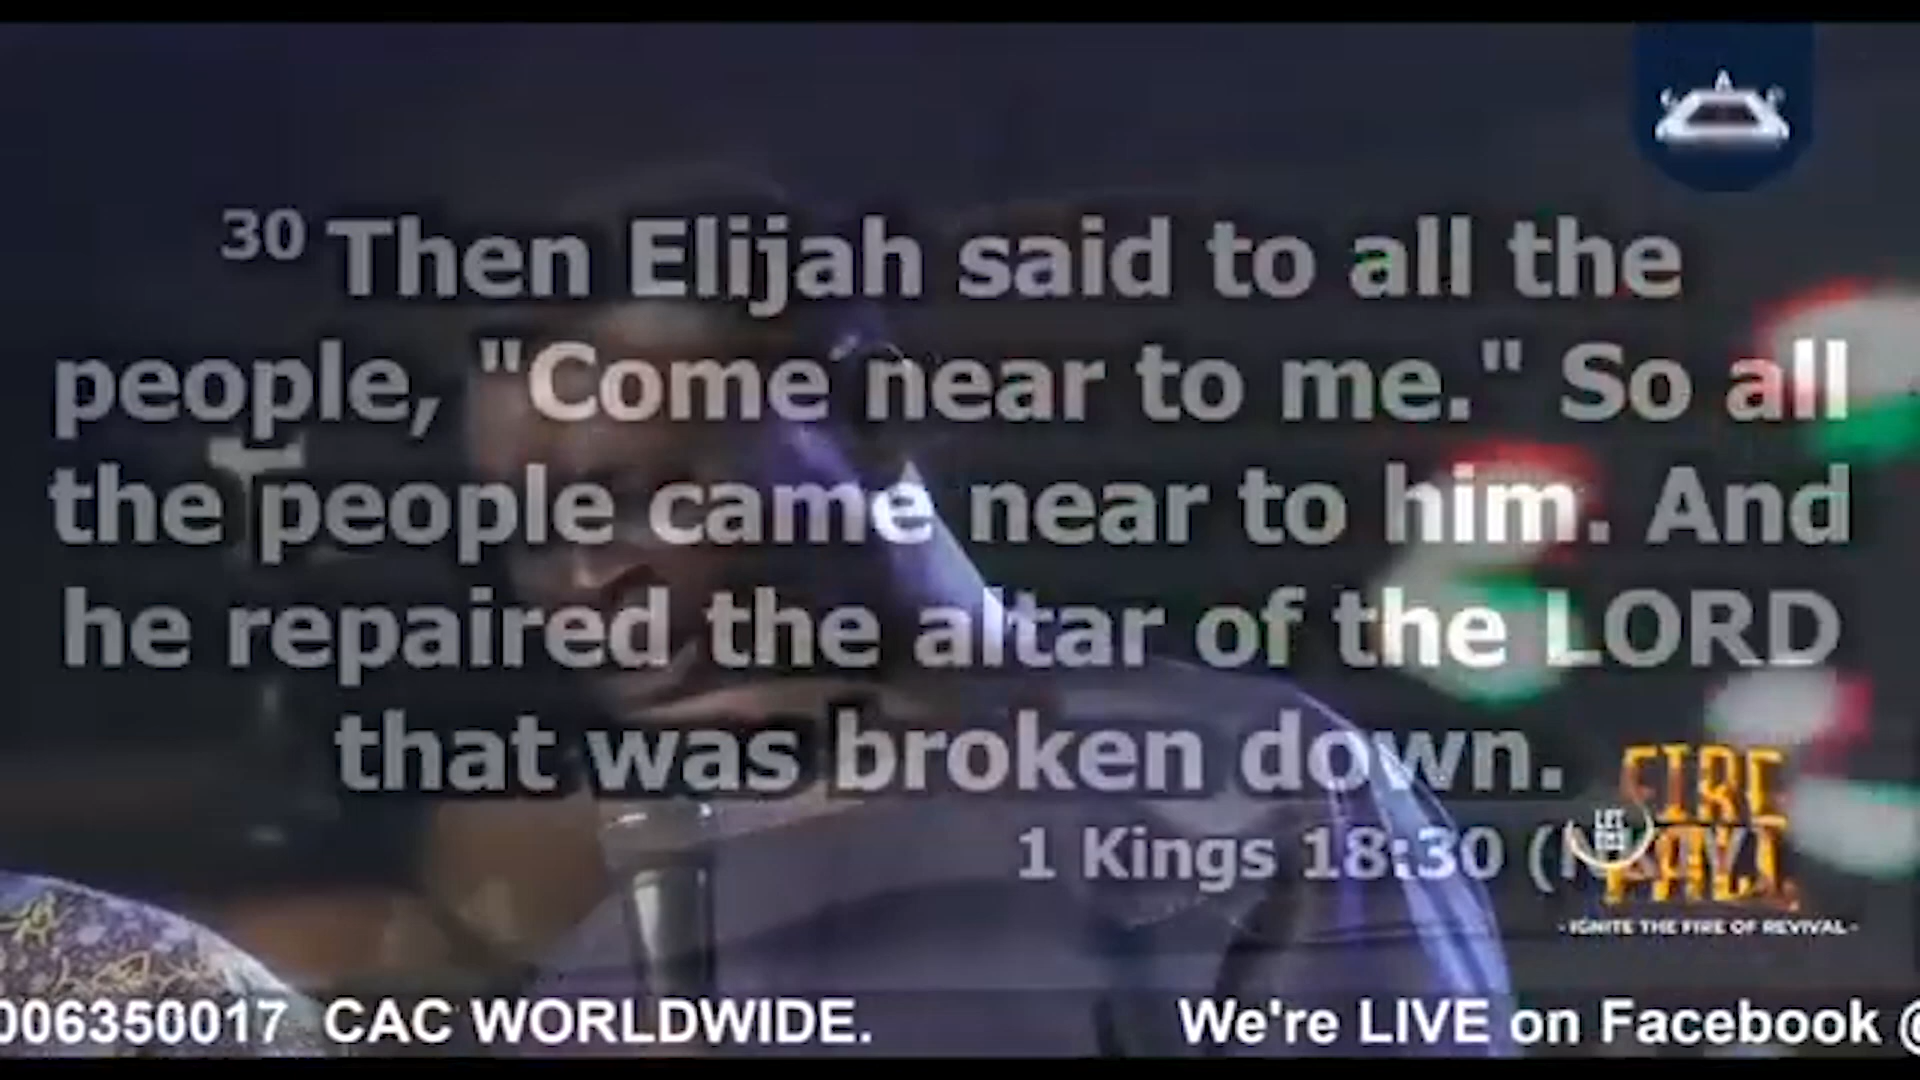 30 Then Elijah said to all the
people, "Come near to me." So all
the people came near to him. And
he repaired the altar of the LORD
that was broken down.
1 Kings 18:30
LET
FIRE
FALL
- IGNITE THE FIRE OF REVIVAL -
006350017 CAC WORLDWIDE. We're LIVE on Facebook @